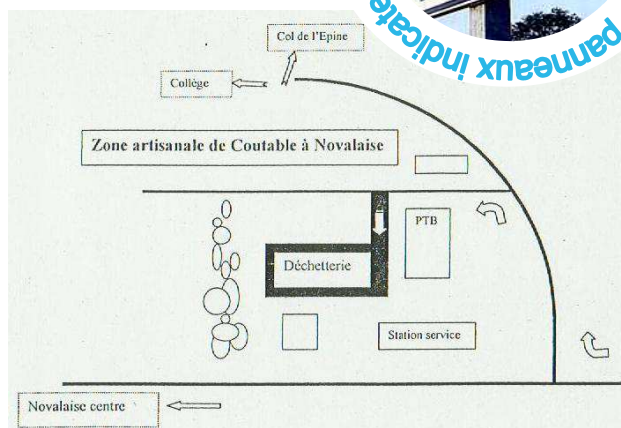 panneaux indicate
Col de l'Epine
Collège
Zone artisanale de Coutable à Novalaise
PTB
Déchetterie
Station service
Novalaise centre